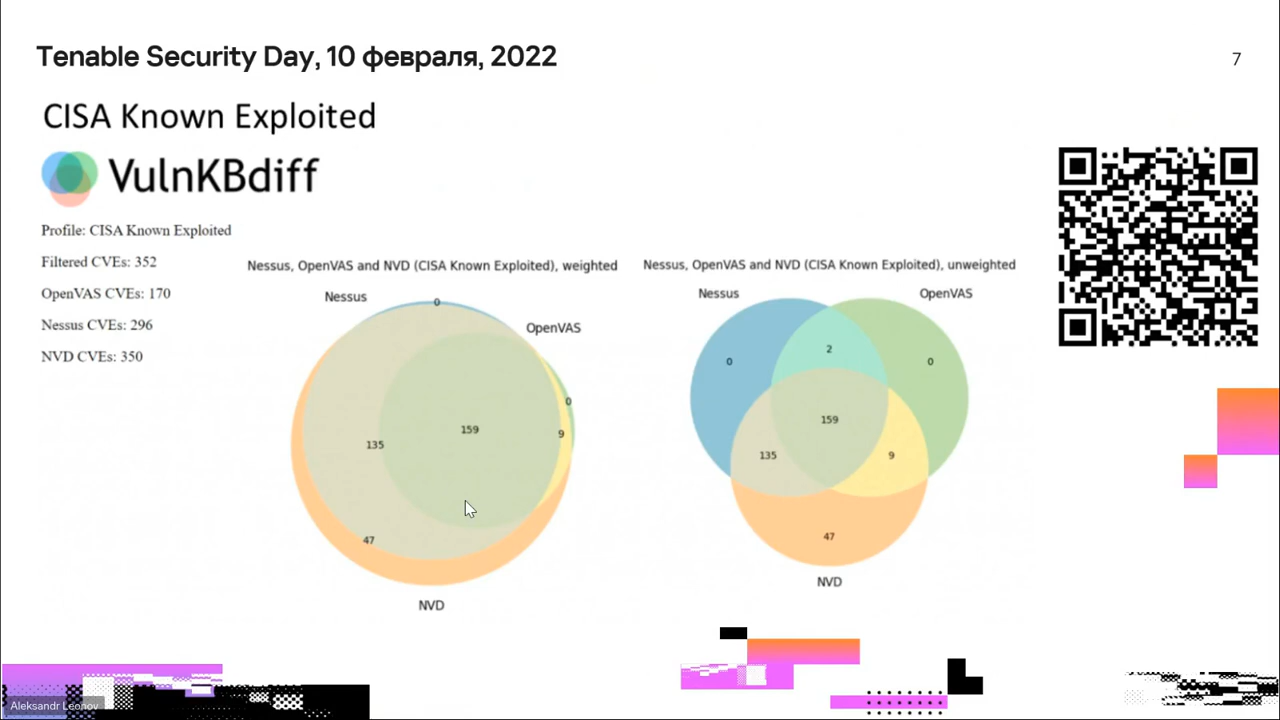 Tenable Security Day, 10 февраля, 2022
7
CISA Known Exploited
VulnKBdiff
Profile: CISA Known Exploited
Filtered CVEs: 352
OpenVAS CVEs: 170
Nessus CVEs: 296
NVD CVEs: 350
Nessus, OpenVAS and NVD (CISA Known Exploited), weighted
Nessus
0
OpenVAS
0
9
159
135
47
NVD
Nessus, OpenVAS and NVD (CISA Known Exploited), unweighted
Nessus
OpenVAS
2
0
0
159
135
9
47
NVD
Aleksandr Leonov